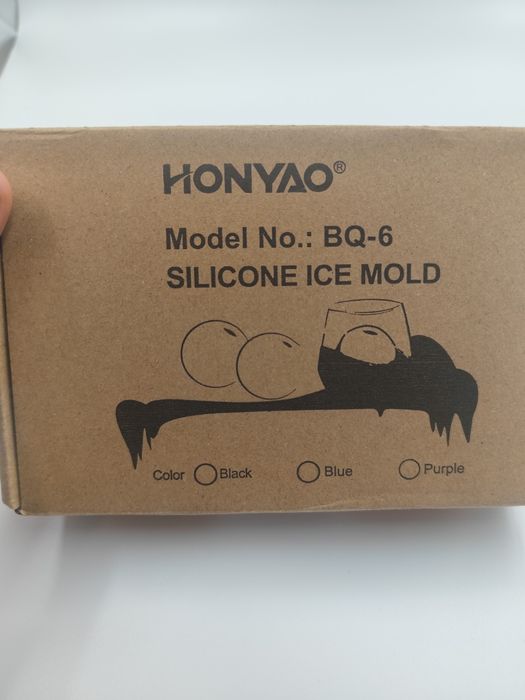 HONYAO®
Model No.: BQ-6
SILICONE ICE MOLD
Color Black Blue Purple